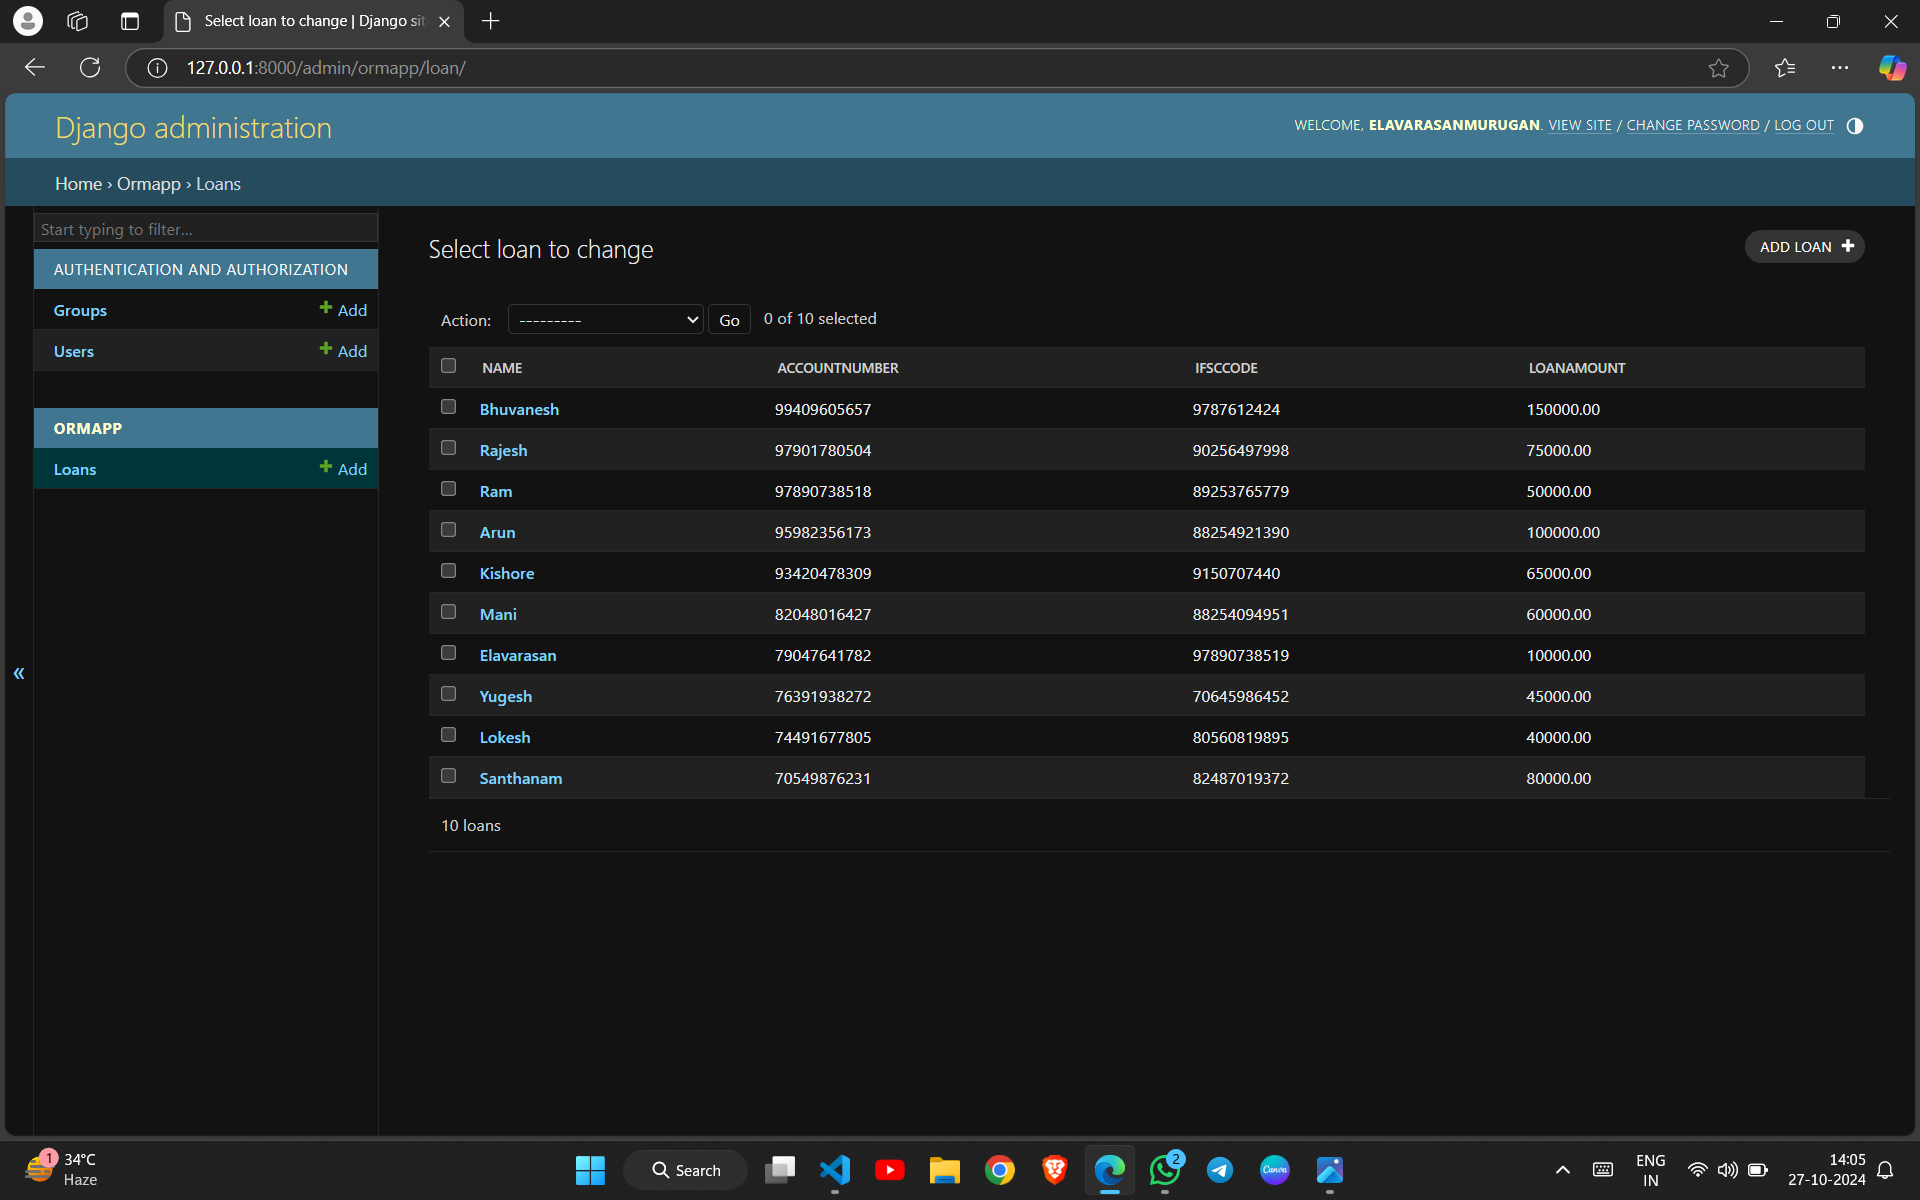 Select loan to change | Django sit
127.0.0.1:8000/admin/ormapp/loan/
Django administration
WELCOME, ELAVARASANMURUGAN. VIEW SITE / CHANGE PASSWORD / LOG OUT
Home › Ormapp › Loans
Start typing to filter...
AUTHENTICATION AND AUTHORIZATION
Groups Add
Users Add
ORMAPP
Loans Add
«
Select loan to change
ADD LOAN
Action: --------- Go 0 of 10 selected
NAME ACCOUNTNUMBER IFSCCODE LOANAMOUNT
Bhuvanesh 99409605657 9787612424 150000.00
Rajesh 97901780504 90256497998 75000.00
Ram 97890738518 89253765779 50000.00
Arun 95982356173 88254921390 100000.00
Kishore 93420478309 9150707440 65000.00
Mani 82048016427 88254094951 60000.00
Elavarasan 79047641782 97890738519 10000.00
Yugesh 76391938272 70645986452 45000.00
Lokesh 74491677805 80560819895 40000.00
Santhanam 70549876231 82487019372 80000.00
10 loans
1
34°C
Haze
Search
2
Canva
ENG
IN
14:05
27-10-2024